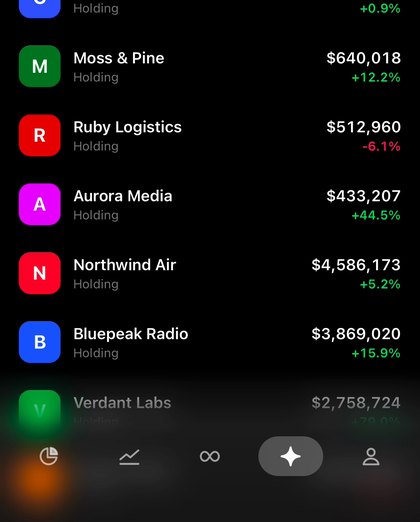 C
Holding
+0.9%
M
Moss & Pine
$640,018
Holding
+12.2%
R
Ruby Logistics
$512,960
Holding
-6.1%
A
Aurora Media
$433,207
Holding
+44.5%
N
Northwind Air
$4,586,173
Holding
+5.2%
B
Bluepeak Radio
$3,869,020
Holding
+15.9%
V
Verdant Labs
$2,758,724
Holding